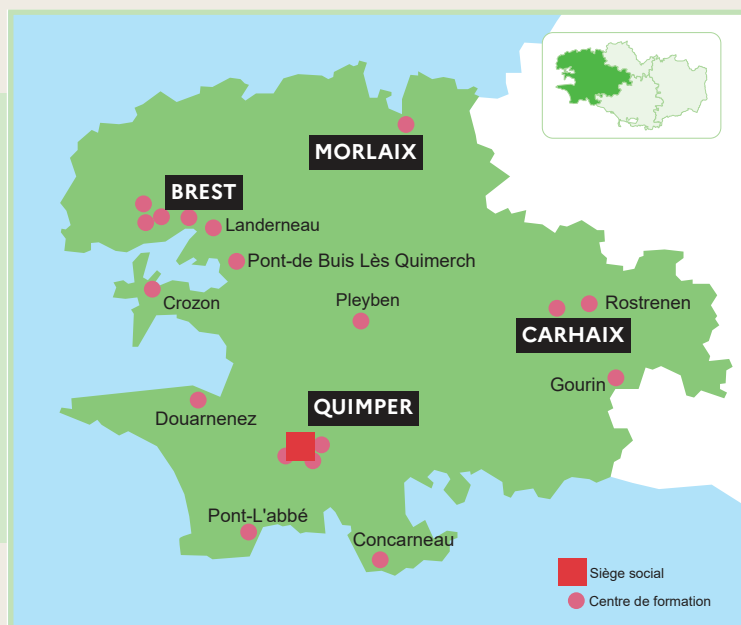 MORLAIX
BREST
Landerneau
Pont-de Buis Lès Quimerch
Crozon
Pleyben
Rostrenen
CARHAIX
Gourin
Douarnenez
QUIMPER
Pont-L'abbé
Concarneau
Siège social
Centre de formation